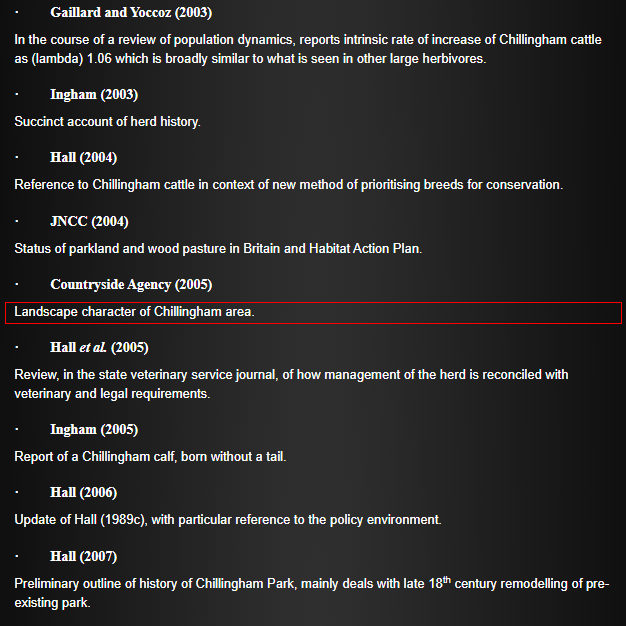 · Gaillard and Yoccoz (2003)
In the course of a review of population dynamics, reports intrinsic rate of increase of Chillingham cattle
as (lambda) 1.06 which is broadly similar to what is seen in other large herbivores.
· Ingham (2003)
Succinct account of herd history.
· Hall (2004)
Reference to Chillingham cattle in context of new method of prioritising breeds for conservation.
· JNCC (2004)
Status of parkland and wood pasture in Britain and Habitat Action Plan.
· Countryside Agency (2005)
Landscape character of Chillingham area.
· Hall et al. (2005)
Review, in the state veterinary service journal, of how management of the herd is reconciled with
veterinary and legal requirements.
· Ingham (2005)
Report of a Chillingham calf, born without a tail.
· Hall (2006)
Update of Hall (1989c), with particular reference to the policy environment.
· Hall (2007)
Preliminary outline of history of Chillingham Park, mainly deals with late 18th century remodelling of pre-
existing park.